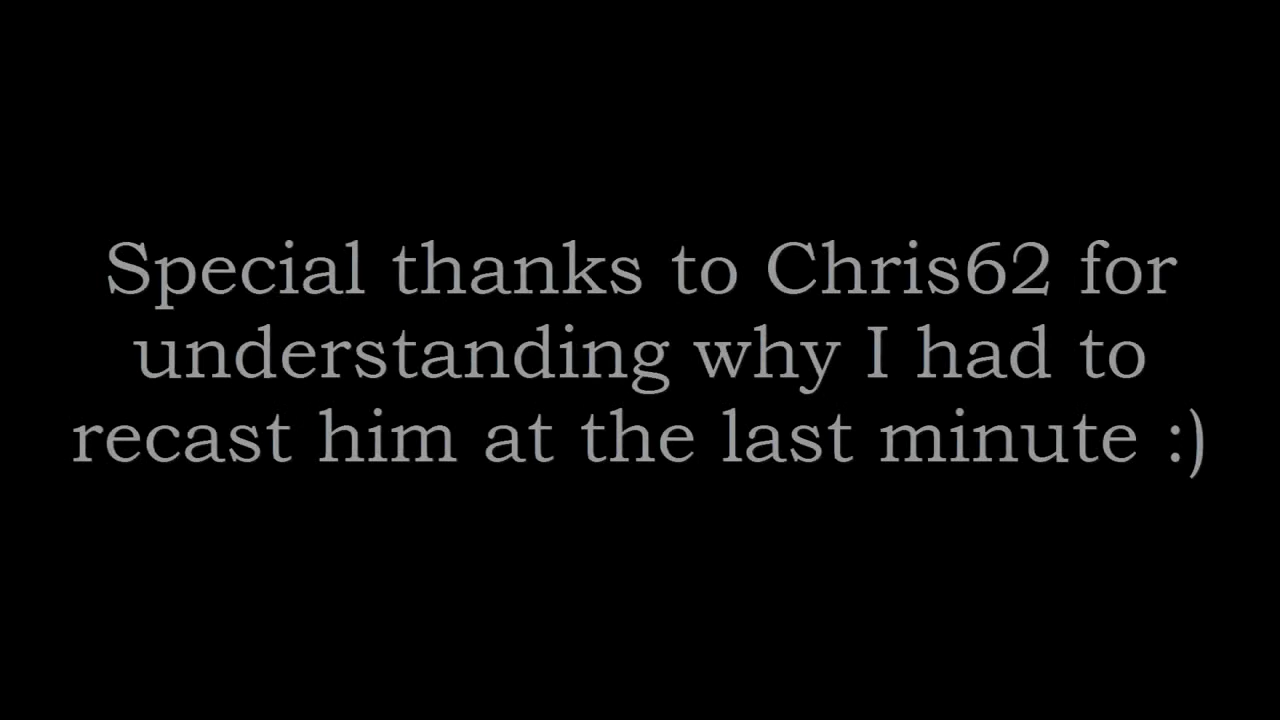 Special thanks to Chris62 for
understanding why I had to
recast him at the last minute :)